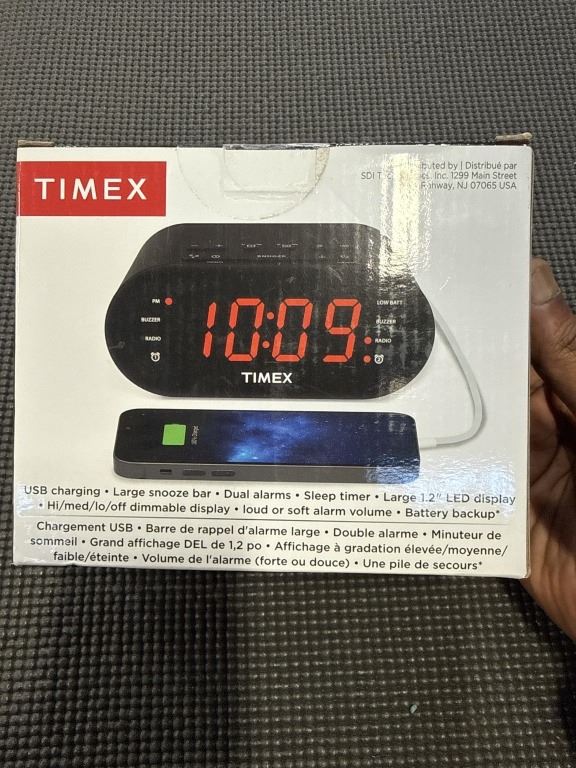 TIMEX
buted by | Distribué par
SDI T Inc. 1299 Main Street
ahway, NJ 07065 USA
SNOOZE
PM
BUZZER
RADIO
10:09
LOW BATT
BUZZER
RADIO
TIMEX
USB charging • Large snooze bar • Dual alarms • Sleep timer • Large 1.2" LED display
• Hi/med/lo/off dimmable display • loud or soft alarm volume • Battery backup*
Chargement USB • Barre de rappel d'alarme large • Double alarme • Minuteur de
sommeil • Grand affichage DEL de 1,2 po • Affichage à gradation élevée/moyenne/
faible/éteinte • Volume de l'alarme (forte ou douce) • Une pile de secours*